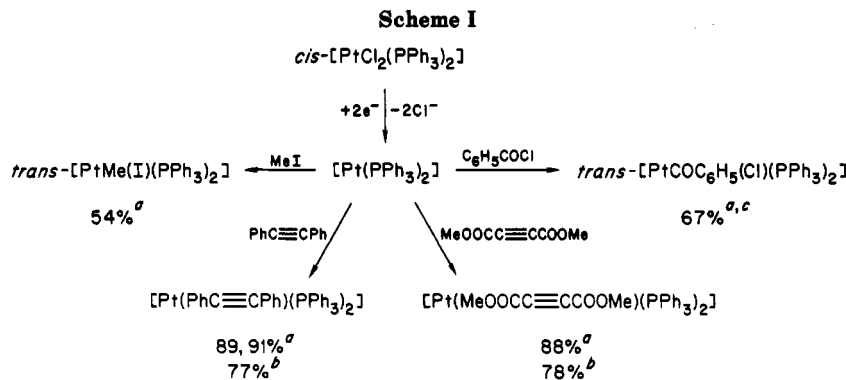 Scheme I
cis-[PtCl₂(PPh₃)₂]
+2e⁻ -2Cl⁻
trans-[PtMe(I)(PPh₃)₂] MeI [Pt(PPh₃)₂] C₆H₅COCl trans-[PtCOC₆H₅(Cl)(PPh₃)₂]
54%ᵃ 67%ᵃ,ᶜ
PhC≡CPh MeOOCC≡CCOOMe
[Pt(PhC≡CPh)(PPh₃)₂] [Pt(MeOOCC≡CCOOMe)(PPh₃)₂]
89, 91%ᵃ 88%ᵃ
77%ᵇ 78%ᵇ